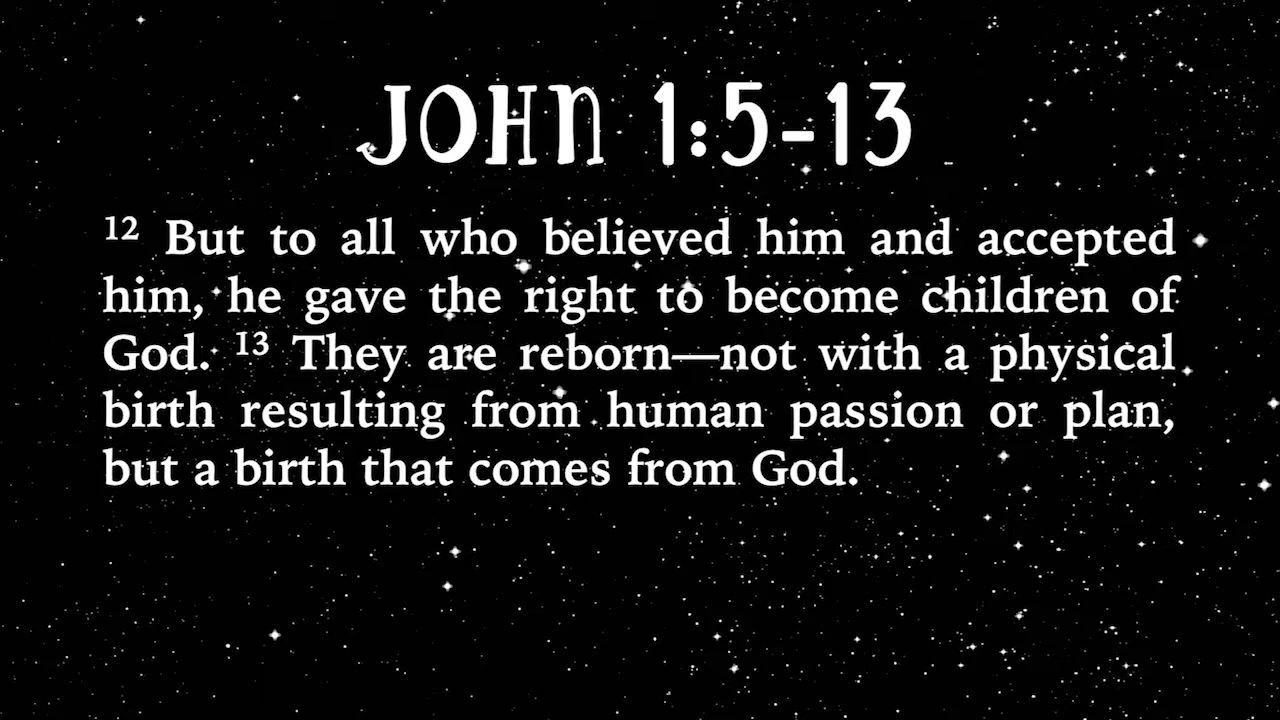 JOHN 1:5-13
¹² But to all who believed him and accepted
him, he gave the right to become children of
God. ¹³ They are reborn—not with a physical
birth resulting from human passion or plan,
but a birth that comes from God.